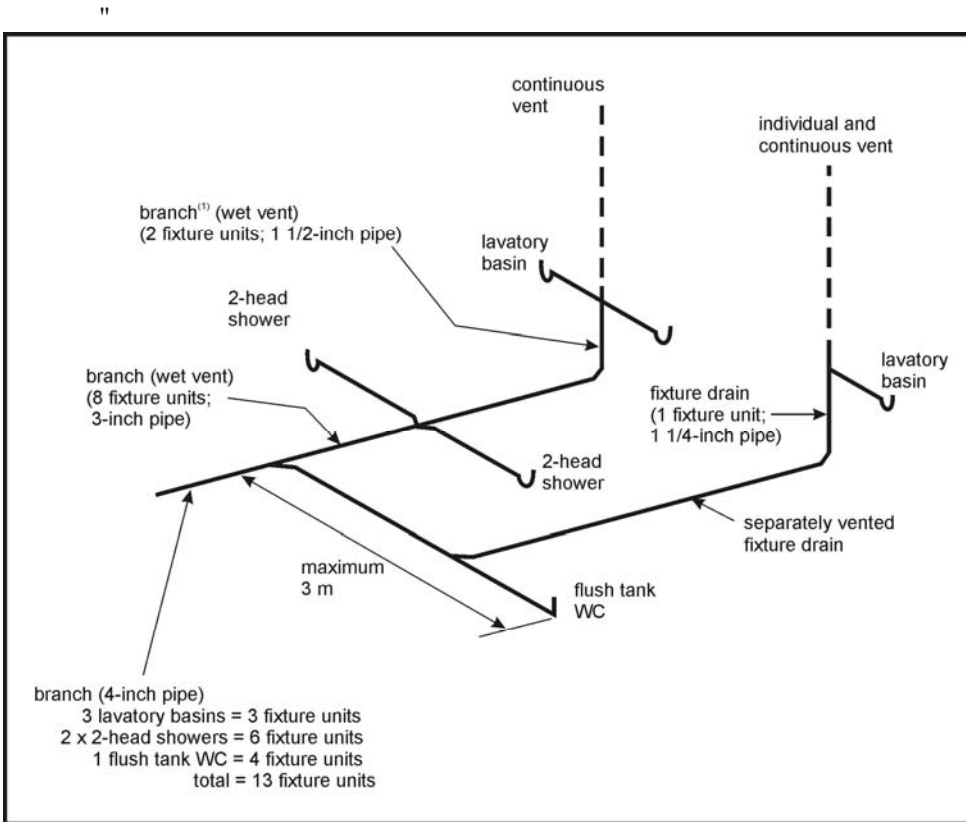 "
continuous
vent
individual and
continuous vent
branch(1) (wet vent)
(2 fixture units; 1 1/2-inch pipe)
lavatory
basin
2-head
shower
branch (wet vent)
(8 fixture units;
3-inch pipe)
lavatory
basin
fixture drain
(1 fixture unit;
1 1/4-inch pipe)
2-head
shower
separately vented
fixture drain
maximum
3 m
flush tank
WC
branch (4-inch pipe)
3 lavatory basins = 3 fixture units
2 x 2-head showers = 6 fixture units
1 flush tank WC = 4 fixture units
total = 13 fixture units